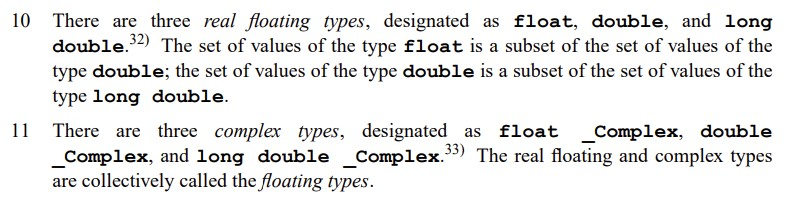 10 There are three real floating types, designated as float, double, and long
double.32) The set of values of the type float is a subset of the set of values of the
type double; the set of values of the type double is a subset of the set of values of the
type long double.
11 There are three complex types, designated as float _Complex, double
_Complex, and long double _Complex.33) The real floating and complex types
are collectively called the floating types.